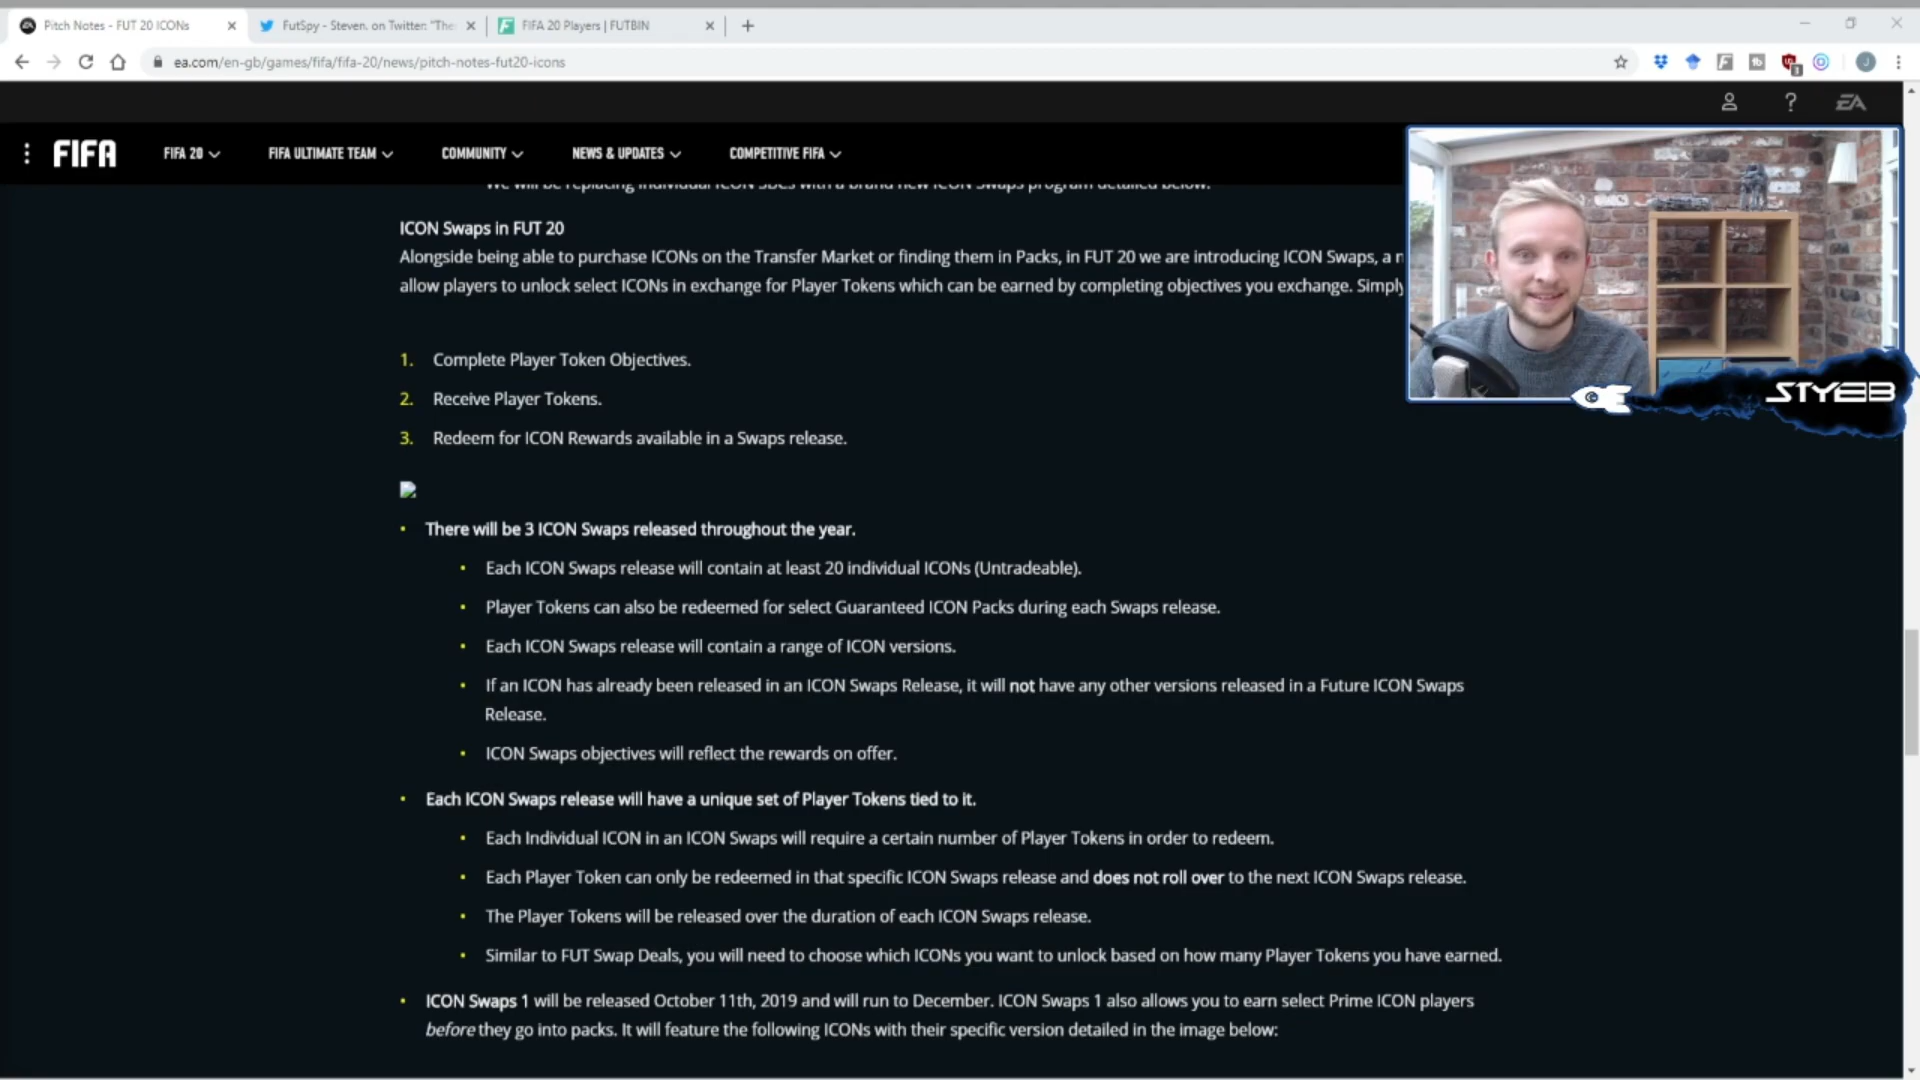 Pitch Notes - FUT 20 ICONs
FutSpy - Steven. on Twitter: "The
FIFA 20 Players | FUTBIN
ea.com/en-gb/games/fifa/fifa-20/news/pitch-notes-fut20-icons
J
FIFA
FIFA 20
FIFA ULTIMATE TEAM
COMMUNITY
NEWS & UPDATES
COMPETITIVE FIFA
We will be replacing individual ICON SBCs with a brand new ICON Swaps program detailed below.
ICON Swaps in FUT 20
Alongside being able to purchase ICONs on the Transfer Market or finding them in Packs, in FUT 20 we are introducing ICON Swaps, a
allow players to unlock select ICONs in exchange for Player Tokens which can be earned by completing objectives you exchange. Simply
1. Complete Player Token Objectives.
2. Receive Player Tokens.
3. Redeem for ICON Rewards available in a Swaps release.
• There will be 3 ICON Swaps released throughout the year.
• Each ICON Swaps release will contain at least 20 individual ICONs (Untradeable).
• Player Tokens can also be redeemed for select Guaranteed ICON Packs during each Swaps release.
• Each ICON Swaps release will contain a range of ICON versions.
• If an ICON has already been released in an ICON Swaps Release, it will not have any other versions released in a Future ICON Swaps
Release.
• ICON Swaps objectives will reflect the rewards on offer.
• Each ICON Swaps release will have a unique set of Player Tokens tied to it.
• Each Individual ICON in an ICON Swaps will require a certain number of Player Tokens in order to redeem.
• Each Player Token can only be redeemed in that specific ICON Swaps release and does not roll over to the next ICON Swaps release.
• The Player Tokens will be released over the duration of each ICON Swaps release.
• Similar to FUT Swap Deals, you will need to choose which ICONs you want to unlock based on how many Player Tokens you have earned.
• ICON Swaps 1 will be released October 11th, 2019 and will run to December. ICON Swaps 1 also allows you to earn select Prime ICON players
before they go into packs. It will feature the following ICONs with their specific version detailed in the image below: